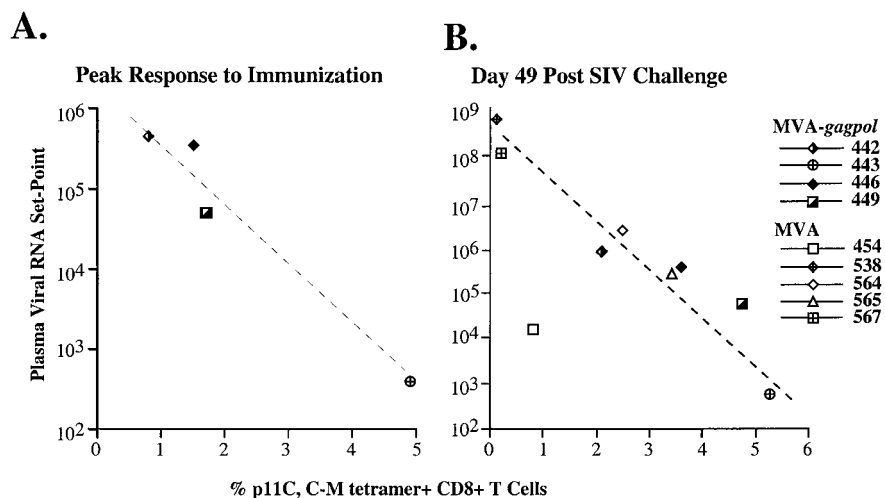 A.
Peak Response to Immunization
Plasma Viral RNA Set-Point
10^6
10^5
10^4
10^3
10^2
0 1 2 3 4 5
B.
Day 49 Post SIV Challenge
10^9
10^8
10^7
10^6
10^5
10^4
10^3
10^2
0 1 2 3 4 5 6
MVA-gagpol
442
443
446
449
MVA
454
538
564
565
567
% p11C, C-M tetramer+ CD8+ T Cells